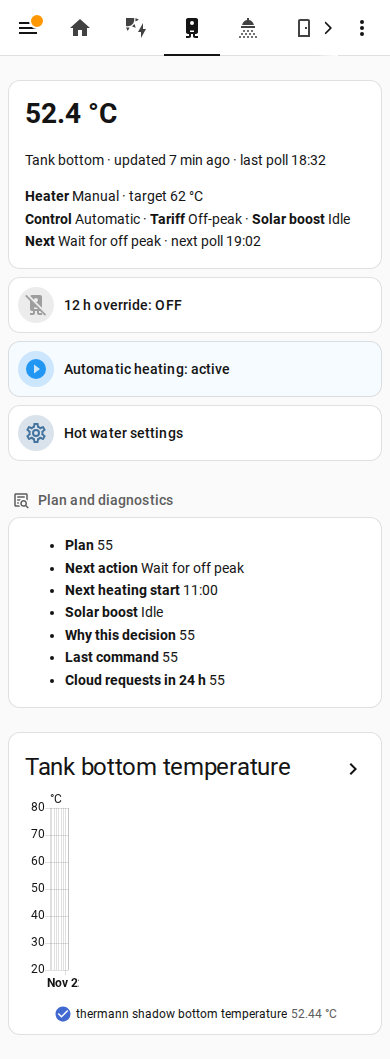 52.4 °C
Tank bottom · updated 7 min ago · last poll 18:32
Heater Manual · target 62 °C
Control Automatic · Tariff Off-peak · Solar boost Idle
Next Wait for off peak · next poll 19:02
12 h override: OFF
Automatic heating: active
Hot water settings
Plan and diagnostics
• Plan 55
• Next action Wait for off peak
• Next heating start 11:00
• Solar boost Idle
• Why this decision 55
• Last command 55
• Cloud requests in 24 h 55
Tank bottom temperature
°C
80
70
60
50
40
30
20
Nov 2
thermann shadow bottom temperature 52.44 °C